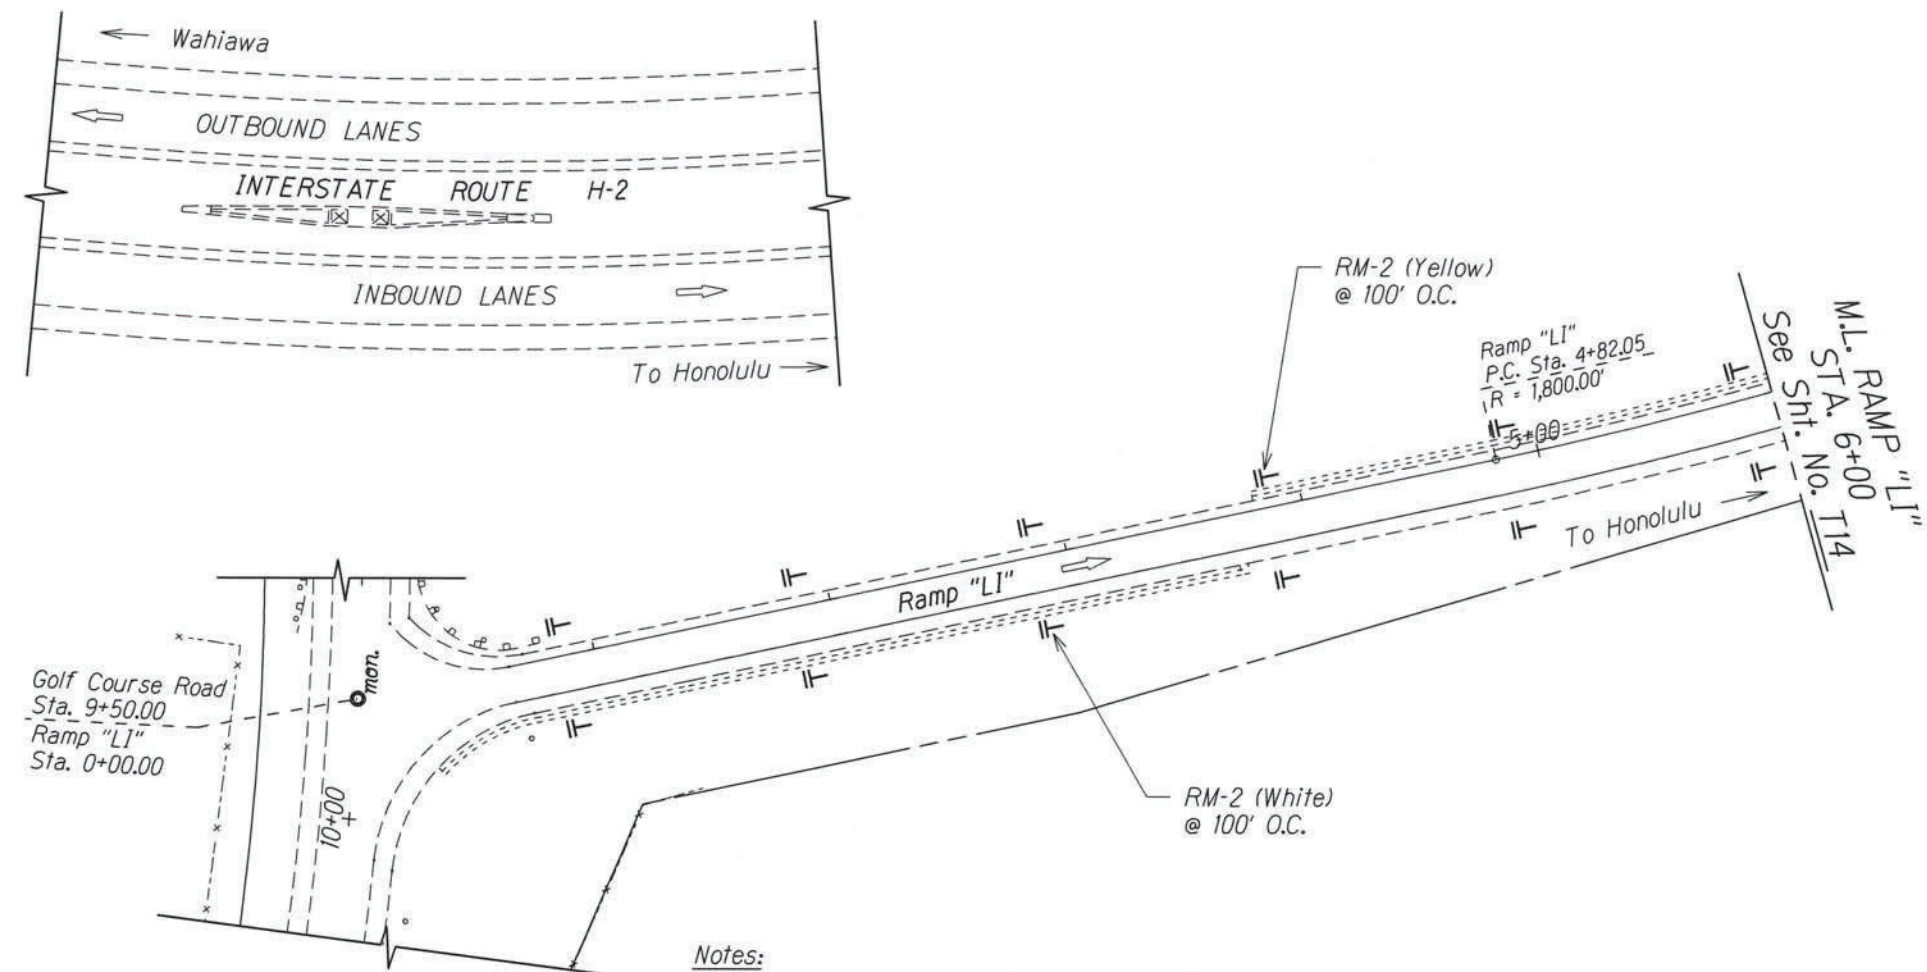 Wahiawa
OUTBOUND LANES
INTERSTATE ROUTE H-2
INBOUND LANES
To Honolulu
RM-2 (Yellow)
@ 100' O.C.
Ramp "LI"
P.C. Sta. 4+82.05
R = 1,800.00'
5+00
M.L. RAMP "LI"
STA. 6+00
See Sht. No. T14
To Honolulu
Ramp "LI"
mon.
Golf Course Road
Sta. 9+50.00
Ramp "LI"
Sta. 0+00.00
10+00
RM-2 (White)
@ 100' O.C.
Notes: